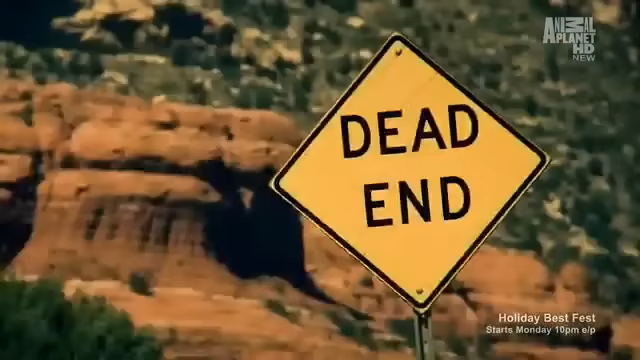 ANIMAL
PLANET
HD
NEW
DEAD
END
Holiday Best Fest
Starts Monday 10pm e/p